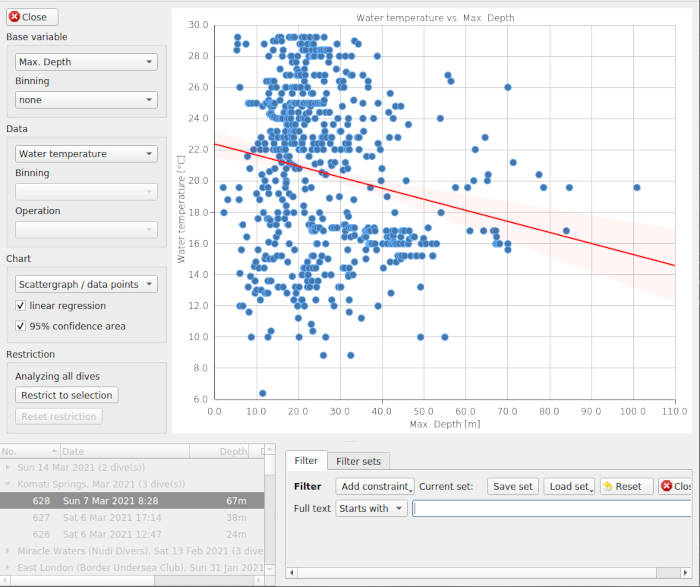 Close
Base variable
Max. Depth
Binning
none
Data
Water temperature
Binning
Operation
Chart
Scattergraph / data points
linear regression
95% confidence area
Restriction
Analyzing all dives
Restrict to selection
Reset restriction
Water temperature vs. Max. Depth
30.0
28.0
26.0
24.0
22.0
20.0
18.0
16.0
14.0
12.0
10.0
8.0
6.0
Water temperature [°C]
0.0 10.0 20.0 30.0 40.0 50.0 60.0 70.0 80.0 90.0 100.0 110.0
Max. Depth [m]
No. Date Depth
Sun 14 Mar 2021 (2 dive(s))
Komati Springs, Mar 2021 (3 dive(s))
628 Sun 7 Mar 2021 8:28 67m
627 Sat 6 Mar 2021 17:14 38m
626 Sat 6 Mar 2021 12:47 24m
Miracle Waters (Nudi Divers), Sat 13 Feb 2021 (3 dive
East London (Border Undersea Club), Sun 31 Jan 2021
Filter Filter sets
Filter Add constraint Current set: Save set Load set Reset Clos
Full text Starts with